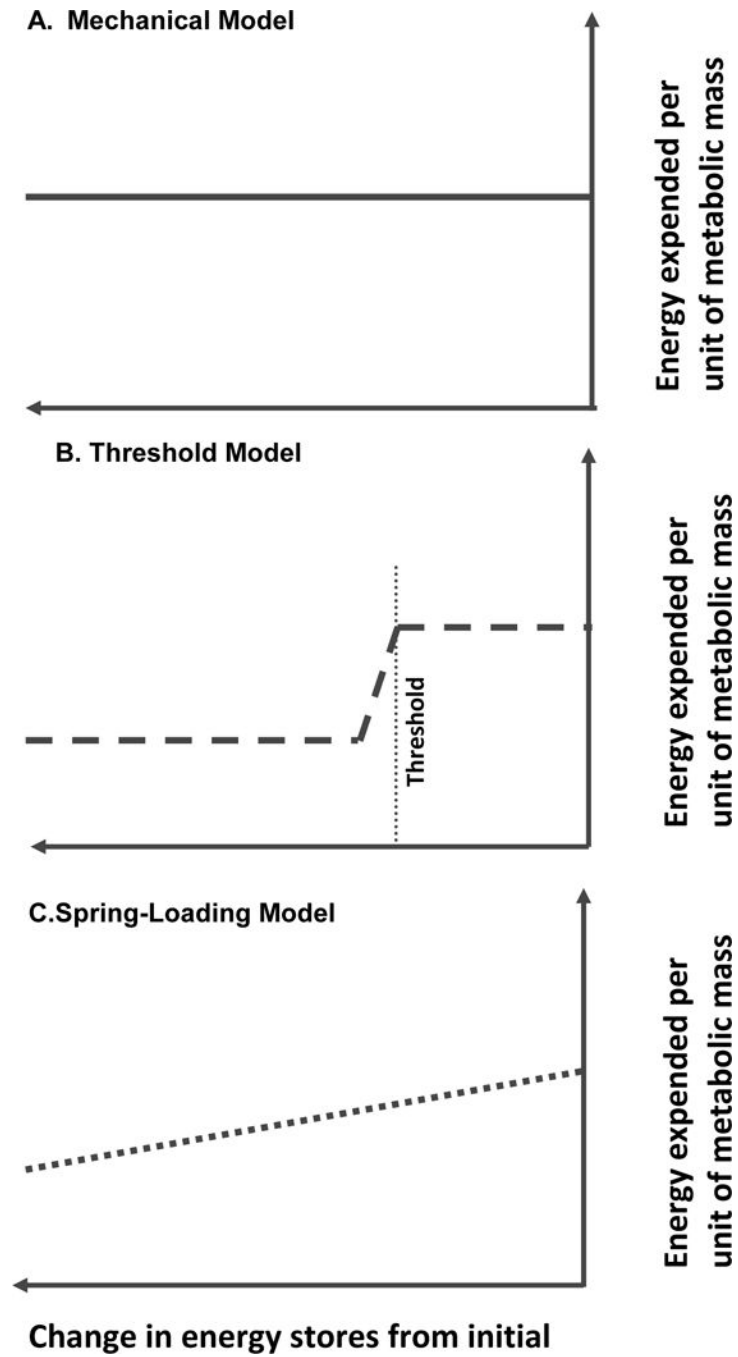 A.  Mechanical Model
Energy expended per
unit of metabolic mass
B. Threshold Model
Threshold
Energy expended per
unit of metabolic mass
C.Spring-Loading Model
Energy expended per
unit of metabolic mass
Change in energy stores from initial